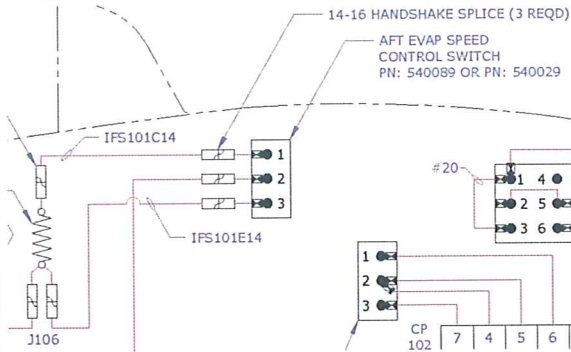 14-16 HANDSHAKE SPLICE (3 REQD)
AFT EVAP SPEED
CONTROL SWITCH
PN: 540089 OR PN: 540029
IFS101C14
1
2
3
IFS101E14
#20
1 4
2 5
3 6
1
2
3
J106
CP
102
7 4 5 6